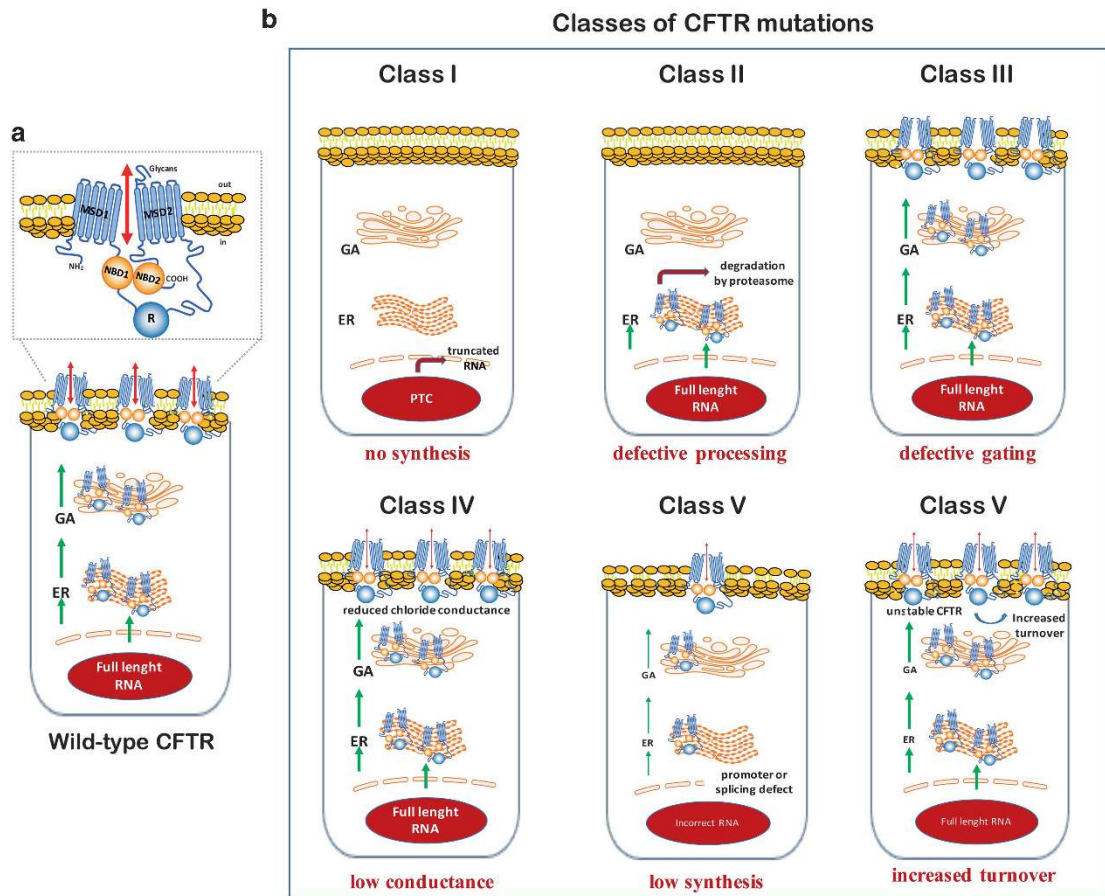 a
Glycans
out
MSD1
MSD2
in
NH₂
NBD1
NBD2
COOH
R
GA
ER
Full lenght
RNA
Wild-type CFTR
b
Classes of CFTR mutations
Class I
GA
ER
truncated
RNA
PTC
no synthesis
Class II
GA
degradation
by proteasome
ER
Full lenght
RNA
defective processing
Class III
GA
ER
Full lenght
RNA
defective gating
Class IV
reduced chloride conductance
GA
ER
Full lenght
RNA
low conductance
Class V
GA
ER
promoter or
splicing defect
Incorrect RNA
low synthesis
Class V
unstable CFTR
Increased
turnover
GA
ER
Full lenght RNA
increased turnover